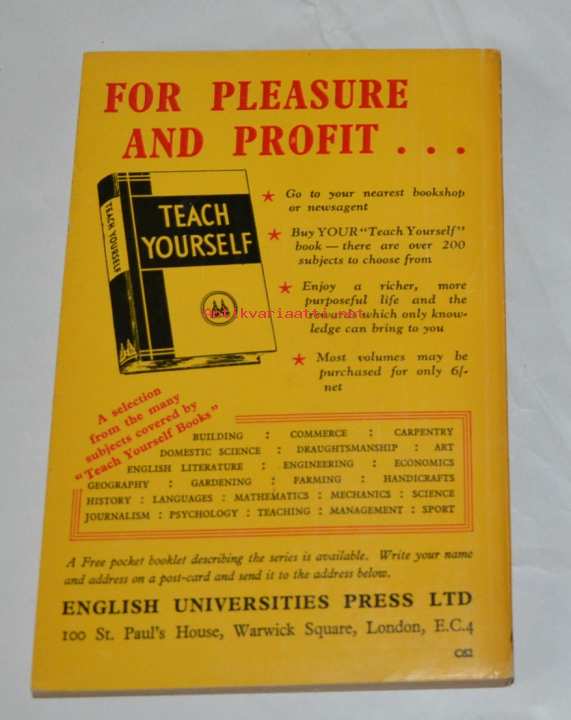 FOR PLEASURE
AND PROFIT . . .
TEACH YOURSELF
TEACH
YOURSELF
★ Go to your nearest bookshop
or newsagent
★ Buy YOUR "Teach Yourself"
book — there are over 200
subjects to choose from
★ Enjoy a richer, more
purposeful life and the
rewards which only know-
ledge can bring to you
★ Most volumes may be
purchased for only 6/-
net
Antikvariaatti.net
A selection
from the many
subjects covered by
"Teach Yourself Books"
BUILDING : COMMERCE : CARPENTRY
DOMESTIC SCIENCE : DRAUGHTSMANSHIP : ART
ENGLISH LITERATURE : ENGINEERING : ECONOMICS
GEOGRAPHY : GARDENING : FARMING : HANDICRAFTS
HISTORY : LANGUAGES : MATHEMATICS : MECHANICS : SCIENCE
JOURNALISM : PSYCHOLOGY : TEACHING : MANAGEMENT : SPORT
A Free pocket booklet describing the series is available. Write your name
and address on a post-card and send it to the address below.
ENGLISH UNIVERSITIES PRESS LTD
100 St. Paul's House, Warwick Square, London, E.C.4
C62